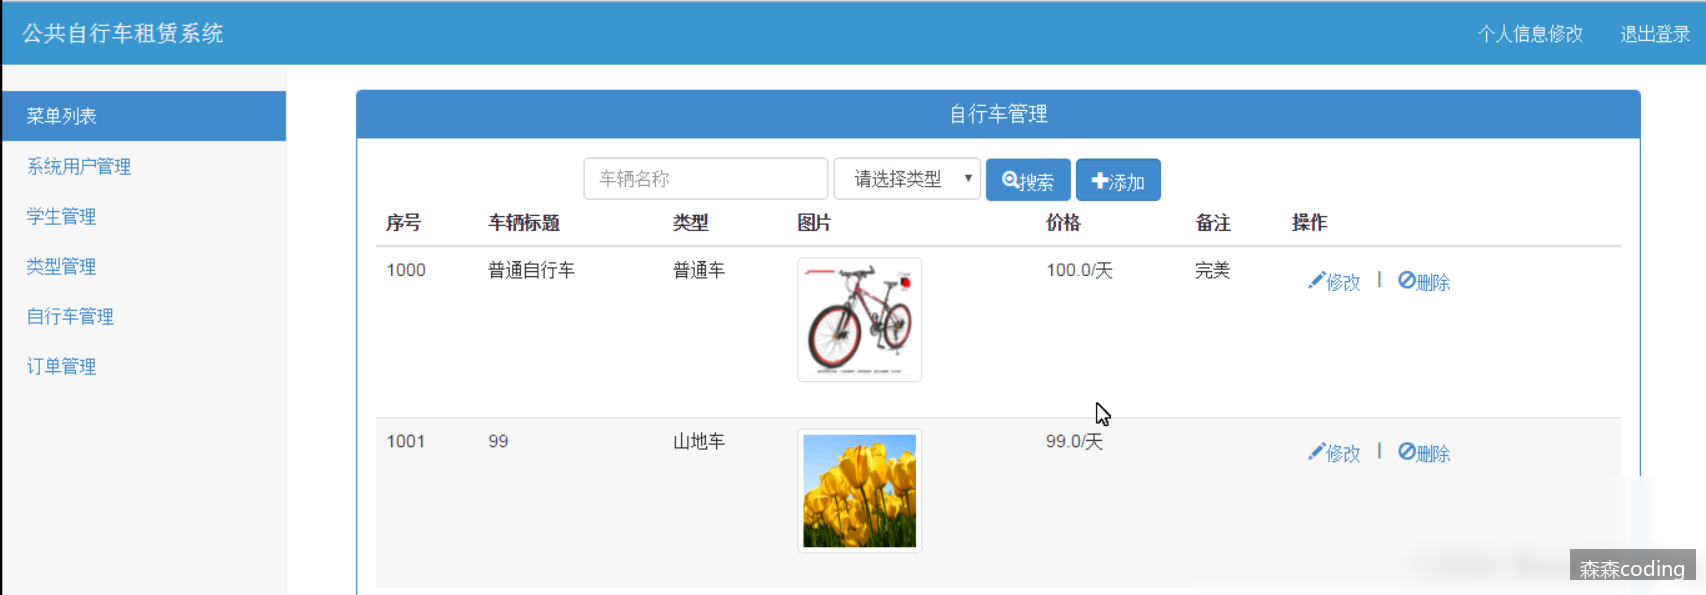 公共自行车租赁系统
个人信息修改 退出登录
菜单列表
系统用户管理
学生管理
类型管理
自行车管理
订单管理
自行车管理
车辆名称 请选择类型 搜索 添加
序号 车辆标题 类型 图片 价格 备注 操作
1000 普通自行车 普通车 100.0/天 完美 修改 | 删除
1001 99 山地车 99.0/天 修改 | 删除
森森coding